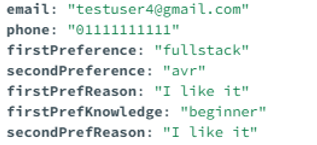 email: "testuser4@gmail.com"
phone: "01111111111"
firstPreference: "fullstack"
secondPreference: "avr"
firstPrefReason: "I like it"
firstPrefKnowledge: "beginner"
secondPrefReason: "I like it"